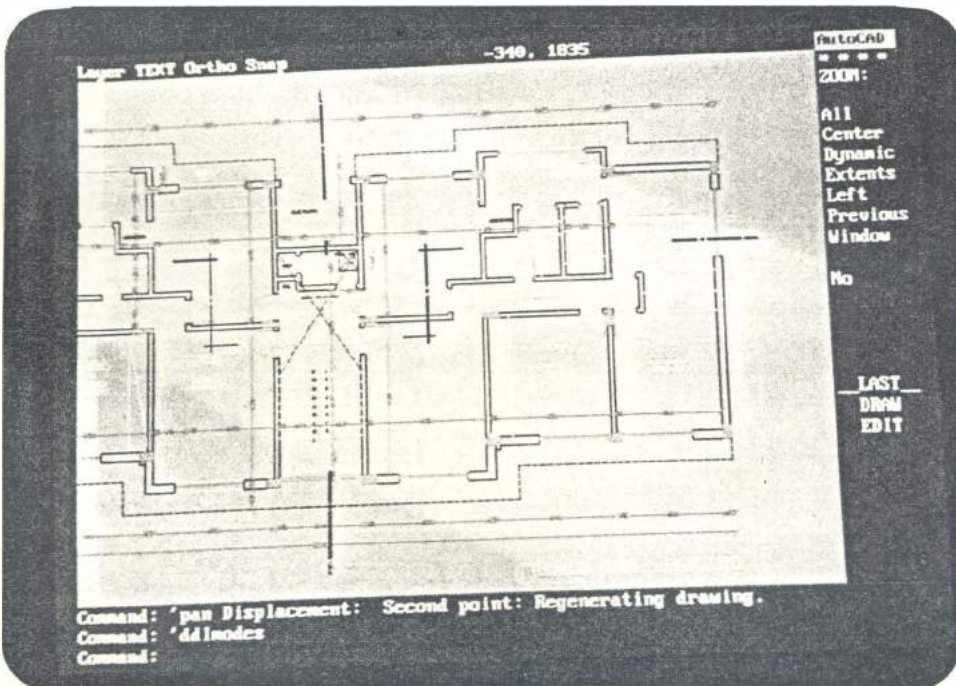 Layer TEXT Ortho Snap
-340, 1835
AutoCAD
* * * *
ZOOM:
All
Center
Dynamic
Extents
Left
Previous
Window
No
__LAST__
DRAW
EDIT
Command: 'pan Displacement:  Second point: Regenerating drawing.
Command: 'ddlmodes
Command: